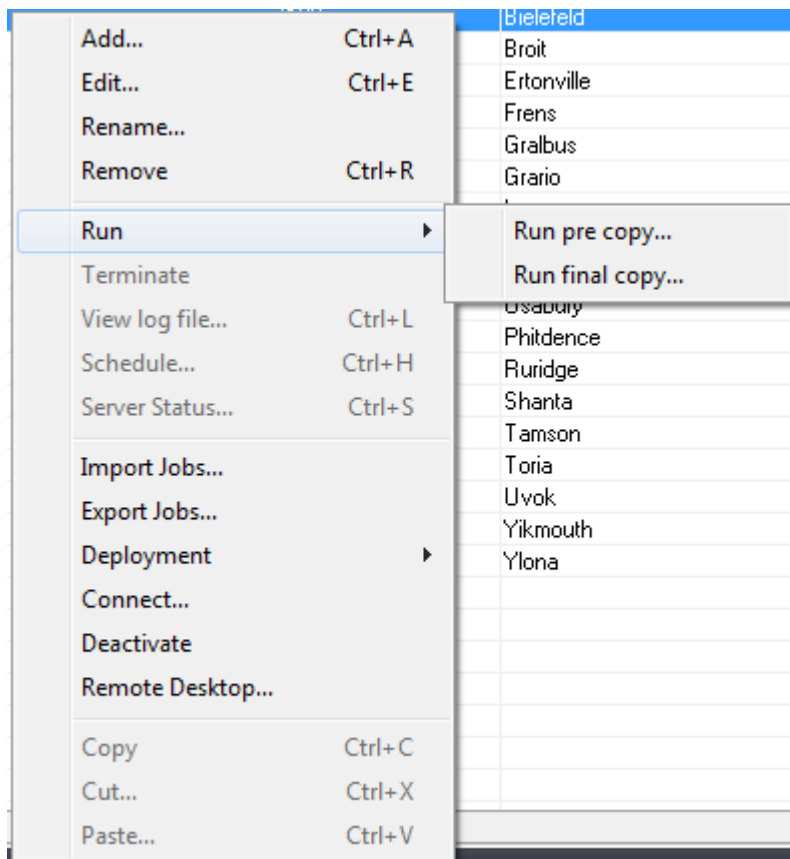 Add... Ctrl+A
Edit... Ctrl+E
Rename...
Remove Ctrl+R
Run
Terminate
View log file... Ctrl+L
Schedule... Ctrl+H
Server Status... Ctrl+S
Import Jobs...
Export Jobs...
Deployment
Connect...
Deactivate
Remote Desktop...
Copy Ctrl+C
Cut... Ctrl+X
Paste... Ctrl+V
Run pre copy...
Run final copy...
Bielefeld
Broit
Ertonville
Frens
Gralbus
Grario
Osabury
Phitdence
Ruridge
Shanta
Tamson
Toria
Uvok
Yikmouth
Ylona